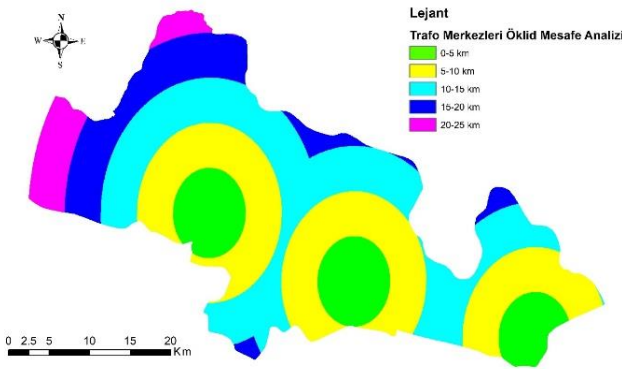 N
W E
S
Lejant
Trafo Merkezleri Öklid Mesafe Analizi
0-5 km
5-10 km
10-15 km
15-20 km
20-25 km
0 2.5 5 10 15 20
Km